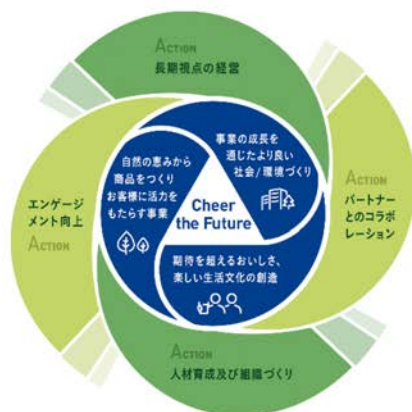 ACTION
長期視点の経営
事業の成長を
通じたより良い
社会/環境づくり
自然の恵みから
商品をつくり
お客様に活力を
もたらす事業
Cheer
the Future
期待を超えるおいしさ、
楽しい生活文化の創造
エンゲージ
メント向上
ACTION
ACTION
パートナー
とのコラボ
レーション
ACTION
人材育成及び組織づくり